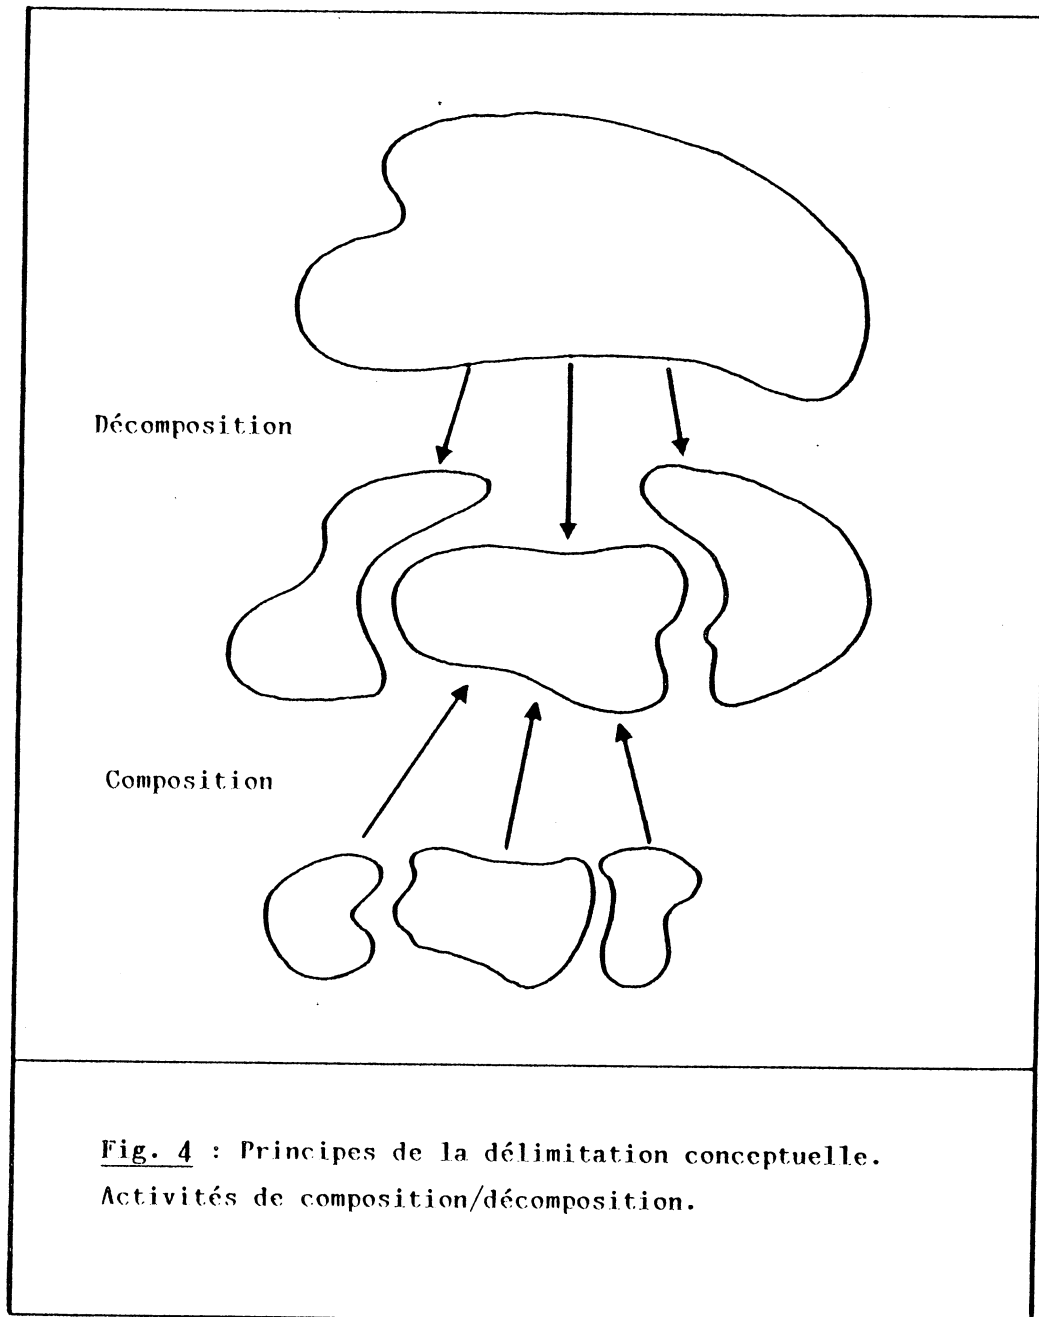 Décomposition
Composition
Fig. 4 : Principes de la délimitation conceptuelle.
Activités de composition/décomposition.